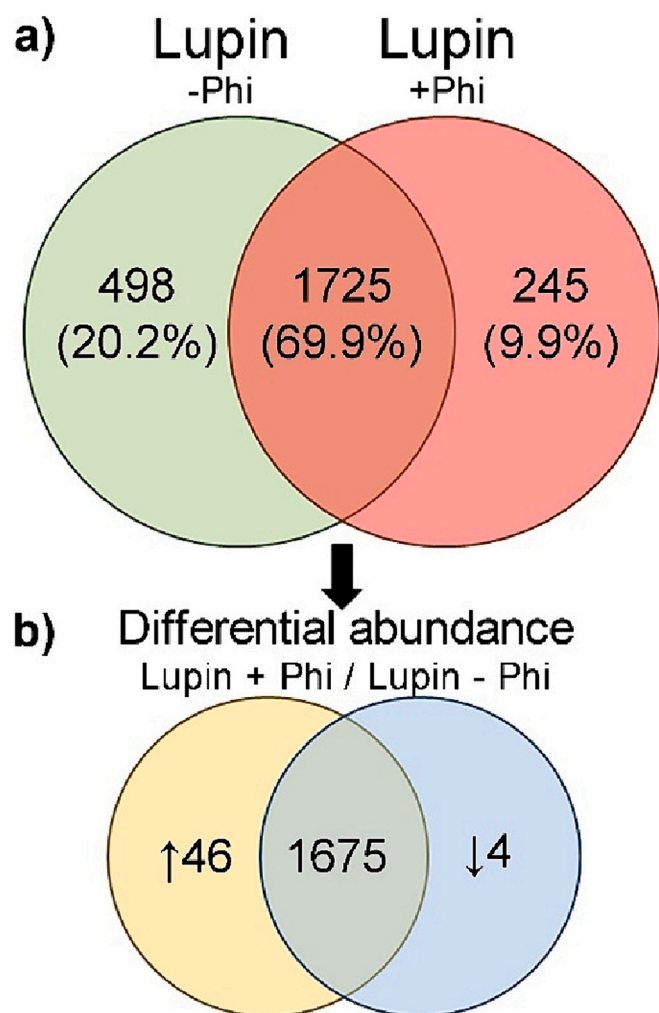 a)
Lupin Lupin
-Phi +Phi
498 1725 245
(20.2%) (69.9%) (9.9%)
b)
Differential abundance
Lupin + Phi / Lupin - Phi
↑46 1675 ↓4